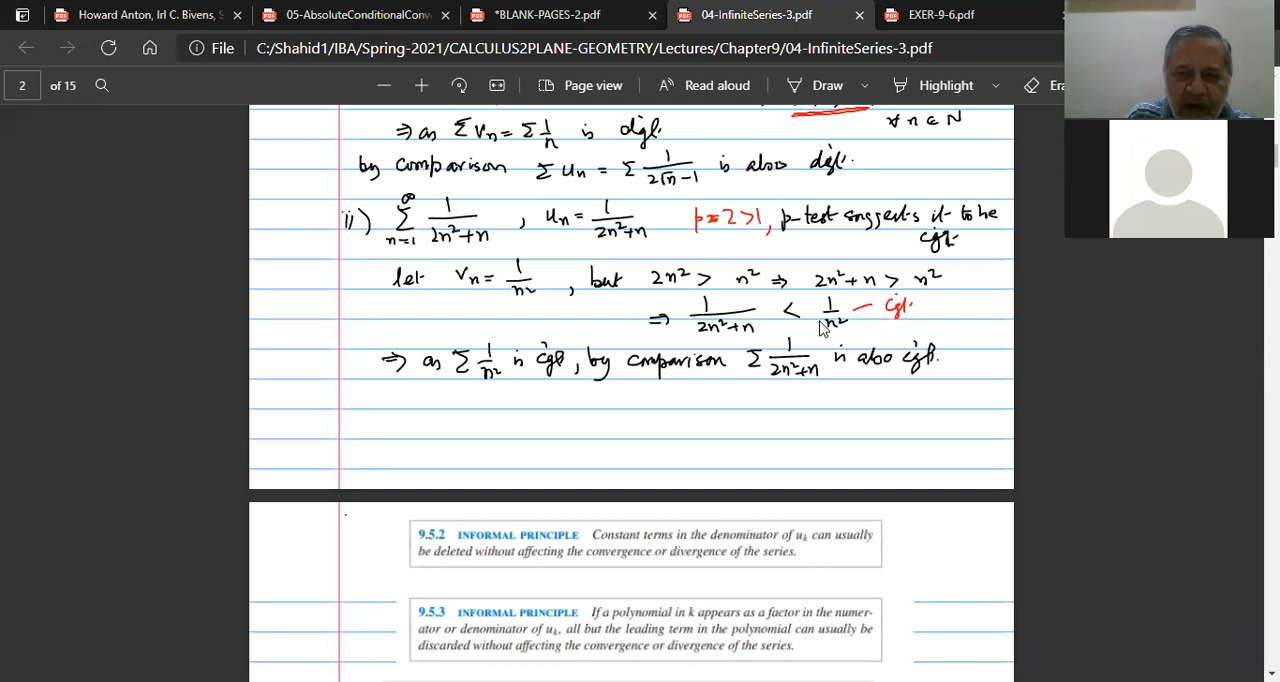 Howard Anton, Irl C. Bivens, S
05-AbsoluteConditionalConv
*BLANK-PAGES-2.pdf
04-InfiniteSeries-3.pdf
EXER-9-6.pdf
File C:/Shahid1/IBA/Spring-2021/CALCULUS2PLANE-GEOMETRY/Lectures/Chapter9/04-InfiniteSeries-3.pdf
2 of 15 Page view Read aloud Draw Highlight Era
∀ n ∈ N
⇒ as Σ Vn = Σ 1/n is dgt.
by comparison Σ Un = Σ 1/(2√n −1) is also dgt.
ii) Σ_{n=1}^{∞} 1/(2n²+n) , Un = 1/(2n²+n) p=2>1, p-test suggests it to be
cgt.
let Vn = 1/n² , but 2n² > n² ⇒ 2n²+n > n²
⇒ 1/(2n²+n) < 1/n² — cgt.
⇒ as Σ 1/n² is cgt, by comparison Σ 1/(2n²+n) is also cgt.
9.5.2 INFORMAL PRINCIPLE Constant terms in the denominator of uk can usually
be deleted without affecting the convergence or divergence of the series.
9.5.3 INFORMAL PRINCIPLE If a polynomial in k appears as a factor in the numer-
ator or denominator of uk, all but the leading term in the polynomial can usually be
discarded without affecting the convergence or divergence of the series.